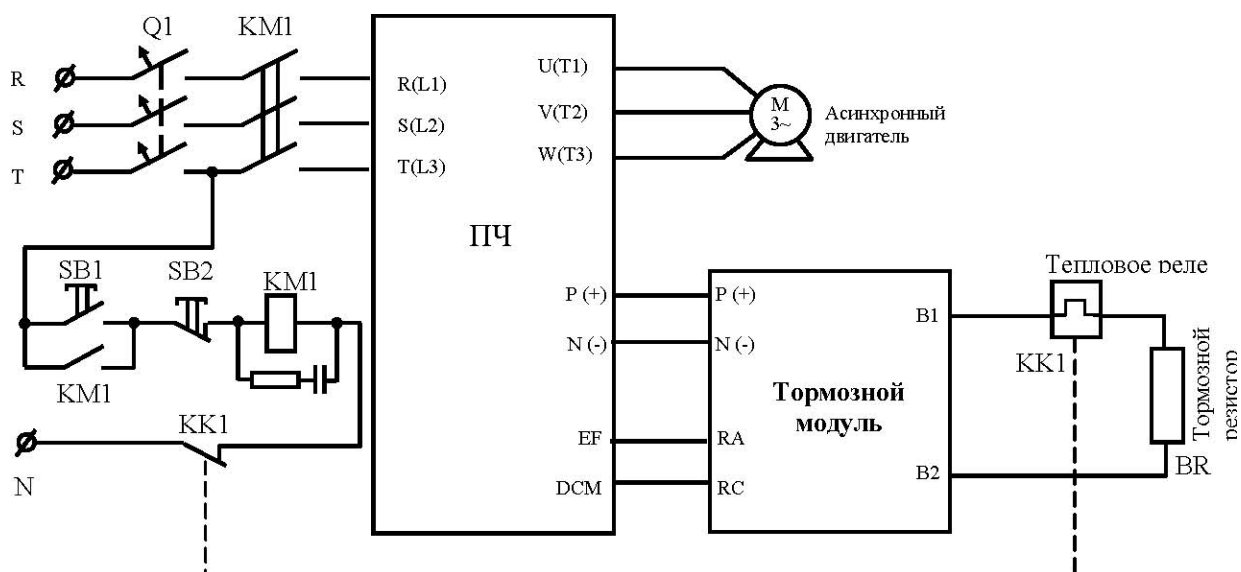 Q1
KM1
R
S
T
R(L1)
S(L2)
T(L3)
U(T1)
V(T2)
W(T3)
M
3~
Асинхронный
двигатель
ПЧ
SB1
SB2
KM1
KM1
KK1
N
P (+)
N (-)
EF
DCM
P (+)
N (-)
RA
RC
Тормозной
модуль
B1
B2
Тепловое реле
KK1
Тормозной
резистор
BR